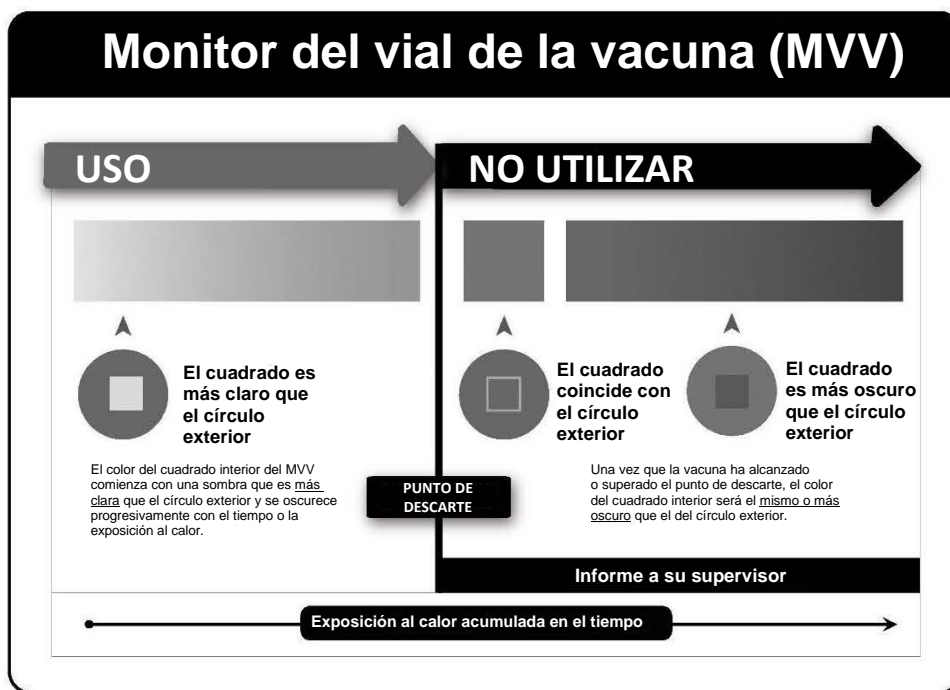 Monitor del vial de la vacuna (MVV)
USO
NO UTILIZAR
El cuadrado es
más claro que
el círculo
exterior
El cuadrado
coincide con
el círculo
exterior
El cuadrado
es más oscuro
que el círculo
exterior
El color del cuadrado interior del MVV
comienza con una sombra que es más
clara que el círculo exterior y se oscurece
progresivamente con el tiempo o la
exposición al calor.
PUNTO DE
DESCARTE
Una vez que la vacuna ha alcanzado
o superado el punto de descarte, el color
del cuadrado interior será el mismo o más
oscuro que el del círculo exterior.
Informe a su supervisor
Exposición al calor acumulada en el tiempo